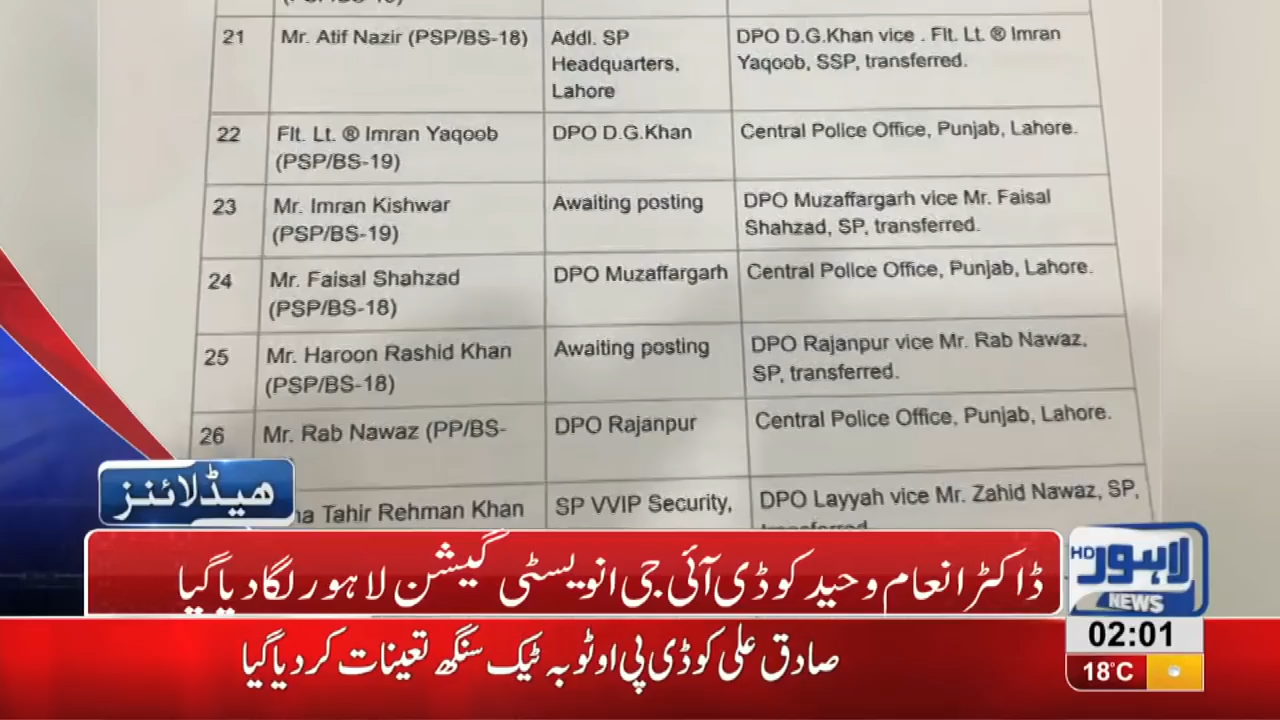 21 Mr. Atif Nazir (PSP/BS-18) Addl. SP Headquarters, Lahore DPO D.G.Khan vice . Flt. Lt. ® Imran Yaqoob, SSP, transferred.
22 Flt. Lt. ® Imran Yaqoob (PSP/BS-19) DPO D.G.Khan Central Police Office, Punjab, Lahore.
23 Mr. Imran Kishwar (PSP/BS-19) Awaiting posting DPO Muzaffargarh vice Mr. Faisal Shahzad, SP, transferred.
24 Mr. Faisal Shahzad (PSP/BS-18) DPO Muzaffargarh Central Police Office, Punjab, Lahore.
25 Mr. Haroon Rashid Khan (PSP/BS-18) Awaiting posting DPO Rajanpur vice Mr. Rab Nawaz, SP, transferred.
26 Mr. Rab Nawaz (PP/BS- DPO Rajanpur Central Police Office, Punjab, Lahore.
Tahir Rehman Khan SP VVIP Security, DPO Layyah vice Mr. Zahid Nawaz, SP,
ہیڈلائنز
ڈاکٹر انعام وحید کو ڈی آئی جی انویسٹی گیشن لاہور لگا دیا گیا
صادق علی کو ڈی پی او ٹوبہ ٹیک سنگھ تعینات کر دیا گیا
HD لاہور
NEWS
02:01
18°C